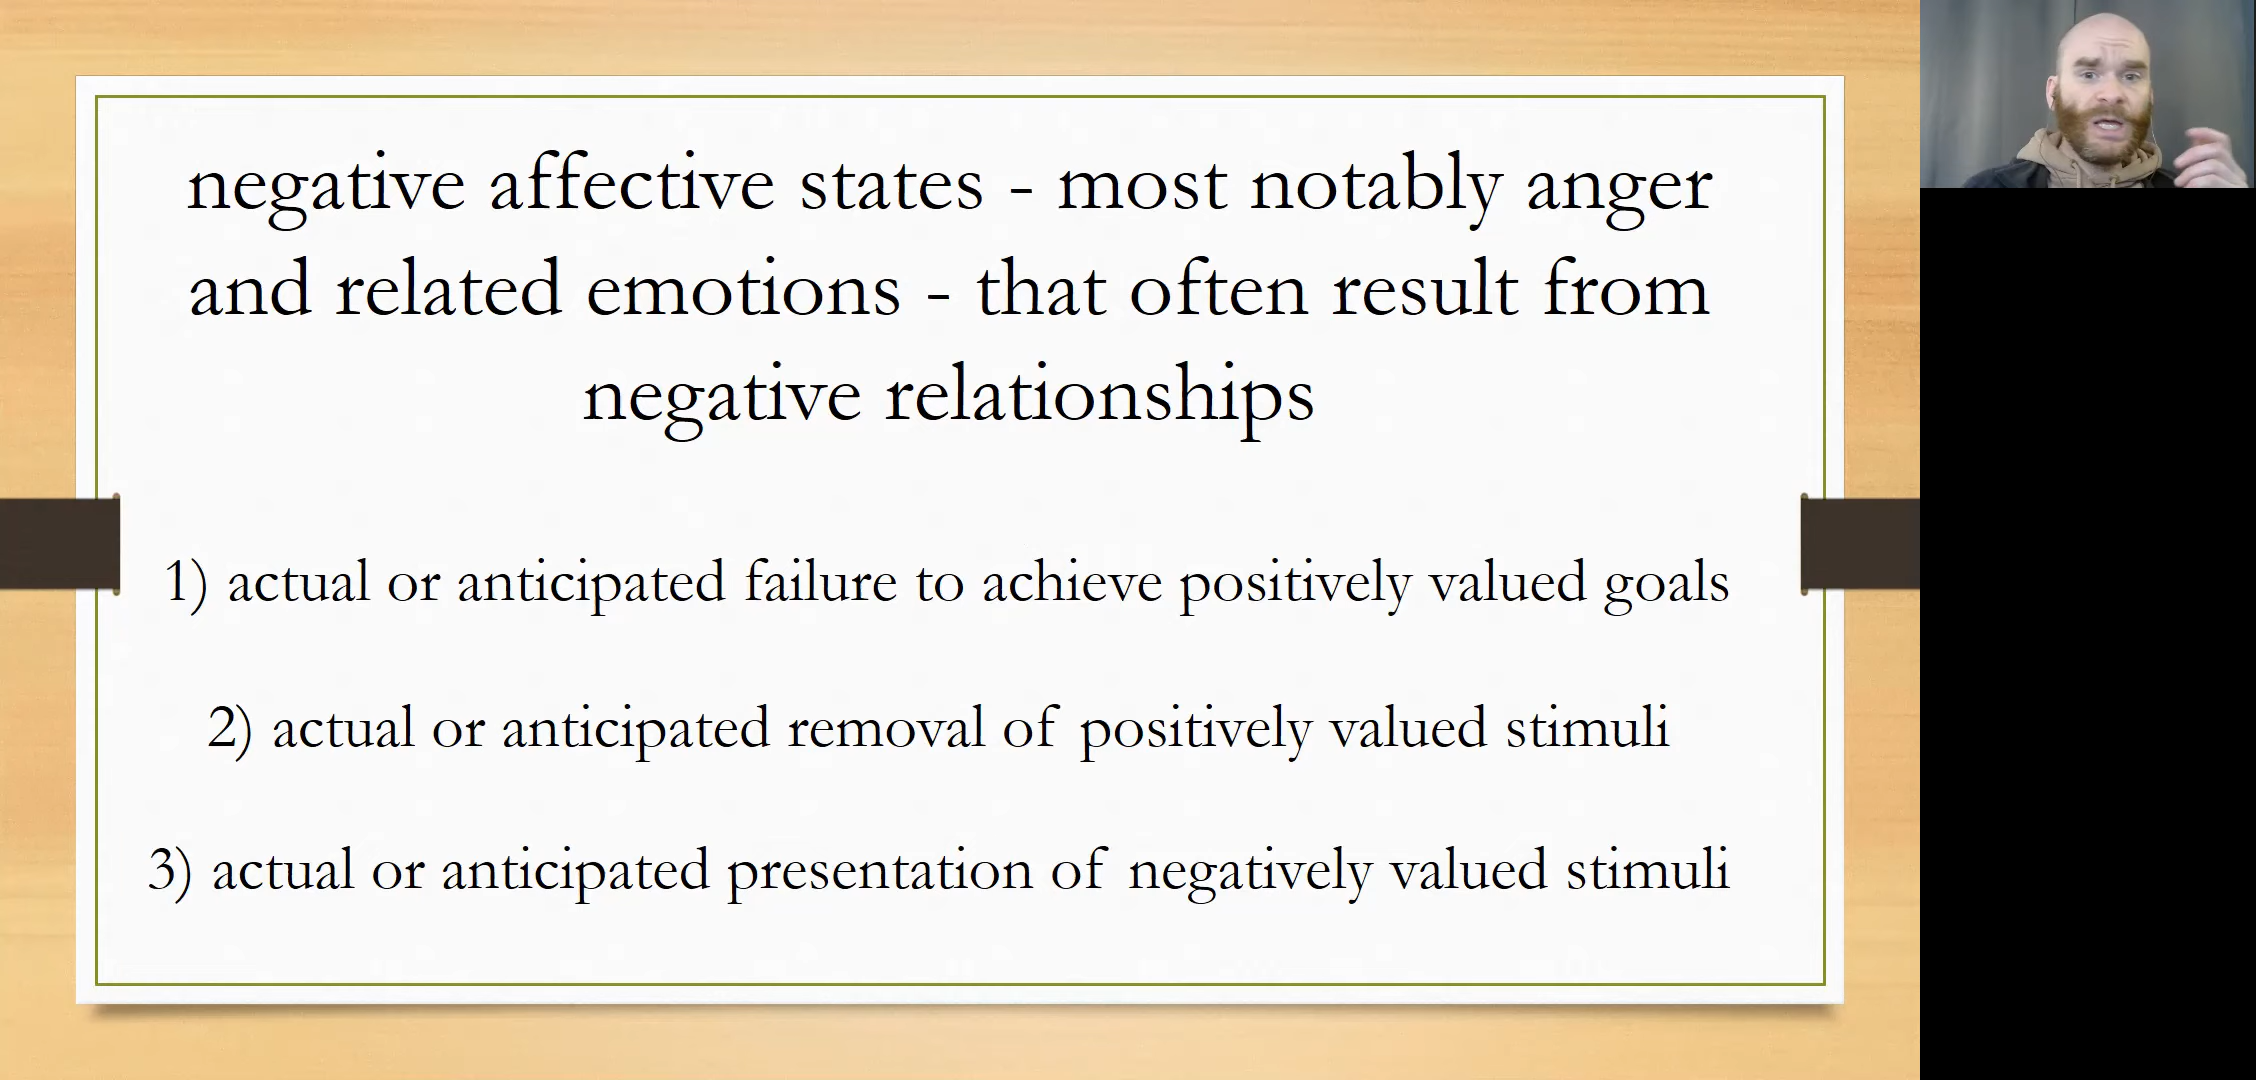 negative affective states - most notably anger
and related emotions - that often result from
negative relationships
1) actual or anticipated failure to achieve positively valued goals
2) actual or anticipated removal of positively valued stimuli
3) actual or anticipated presentation of negatively valued stimuli